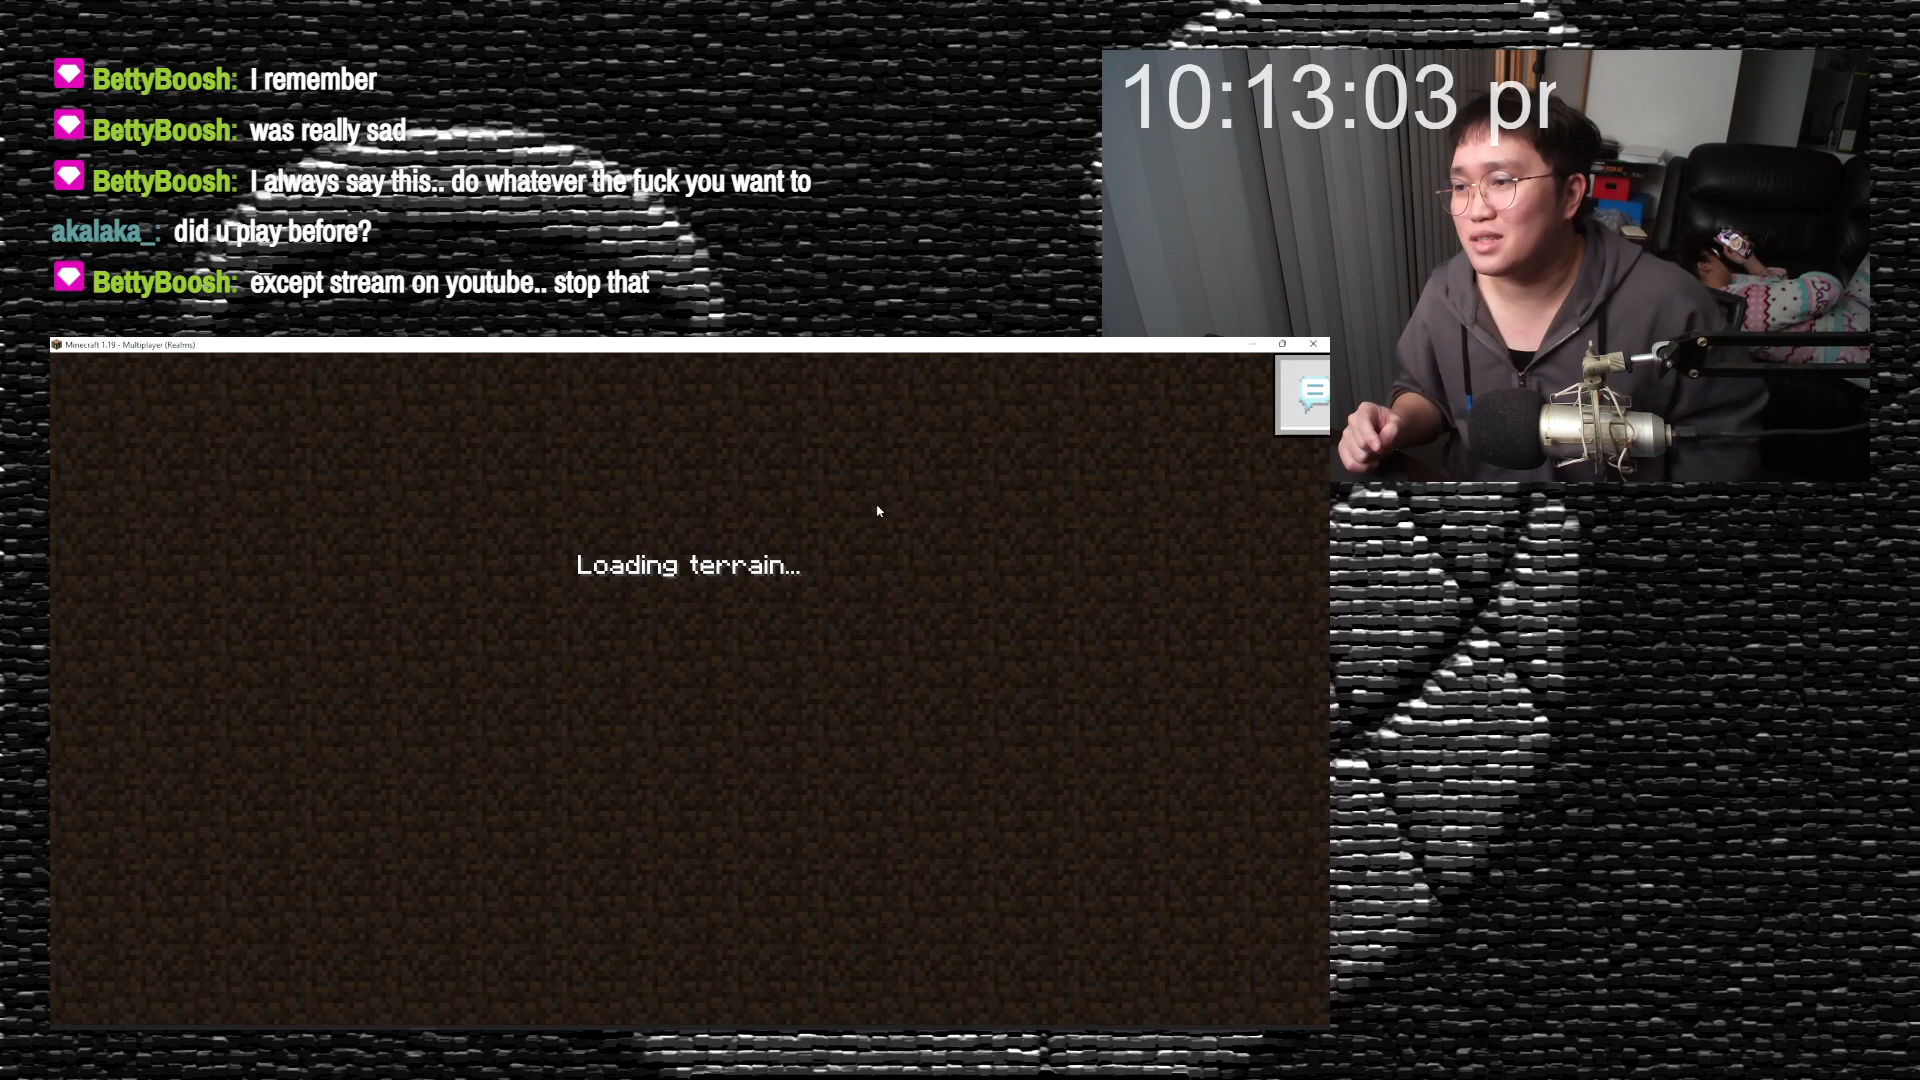 BettyBoosh: I remember
BettyBoosh: was really sad
BettyBoosh: I always say this.. do whatever the fuck you want to
akalaka_: did u play before?
BettyBoosh: except stream on youtube.. stop that
10:13:03 pr
Minecraft 1.19 - Multiplayer (Realms)
Loading terrain...